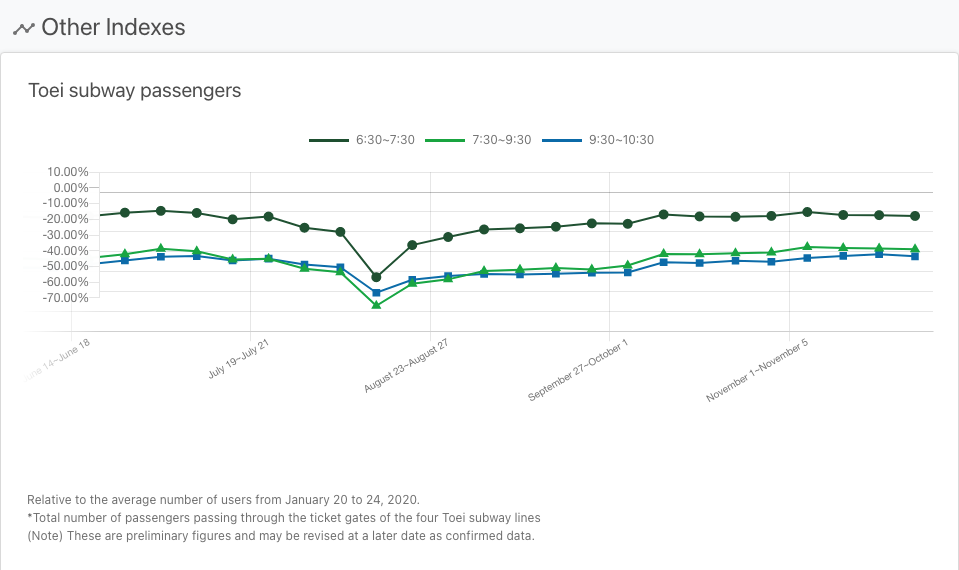 Other Indexes
Toei subway passengers
6:30~7:30 7:30~9:30 9:30~10:30
10.00%
0.00%
-10.00%
-20.00%
-30.00%
-40.00%
-50.00%
-60.00%
-70.00%
14~June 18
July 19~July 21
August 23~August 27
September 27~October 1
November 1~November 5
Relative to the average number of users from January 20 to 24, 2020.
*Total number of passengers passing through the ticket gates of the four Toei subway lines
(Note) These are preliminary figures and may be revised at a later date as confirmed data.